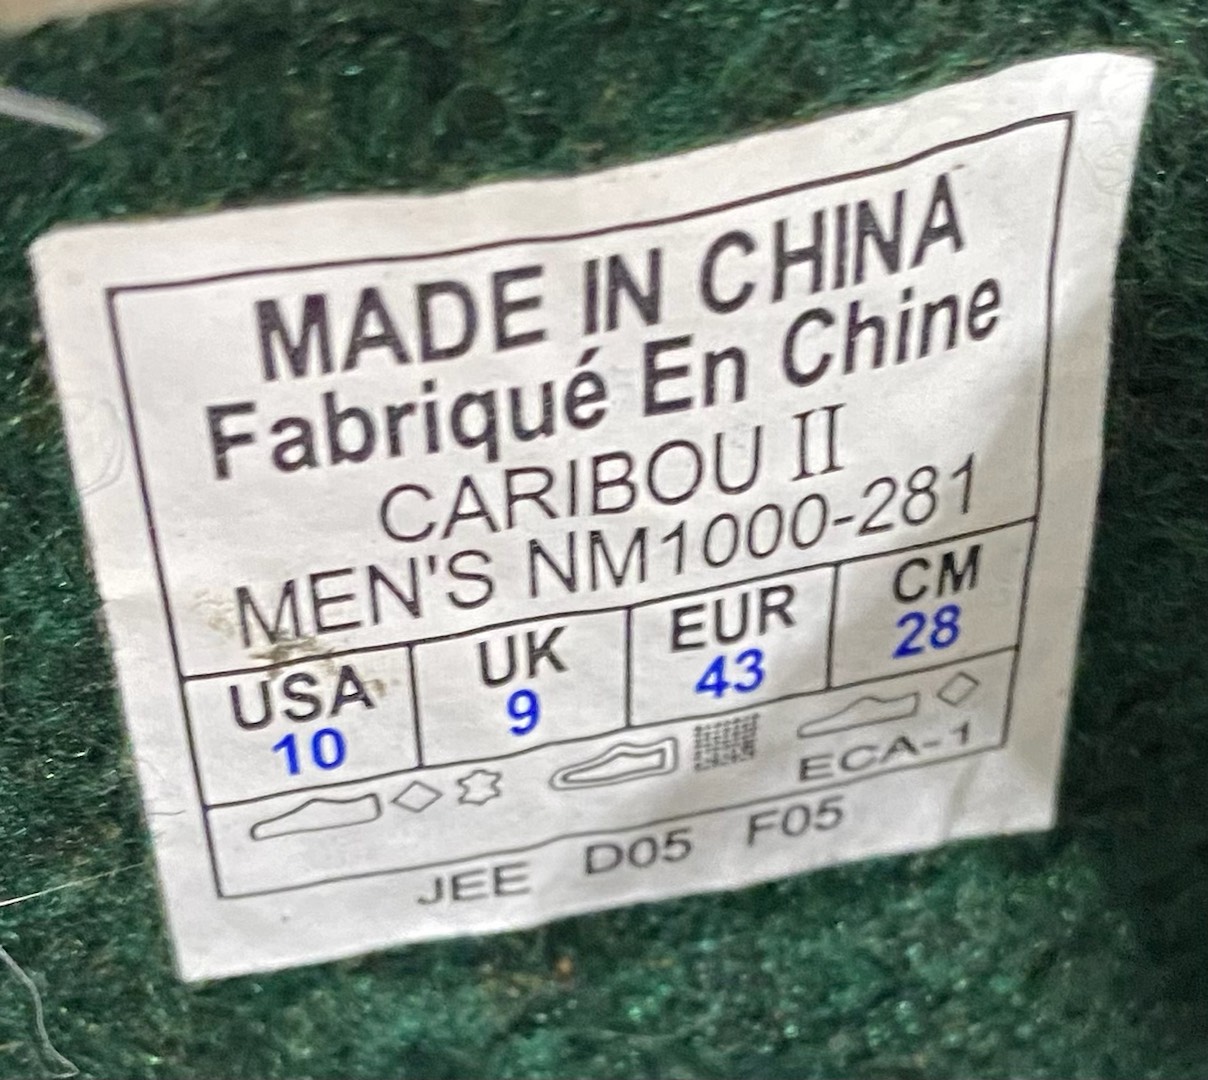 MADE IN CHINA
Fabriqué En Chine
CARIBOU II
MEN'S NM1000-281
USA UK EUR CM
10 9 43 28
ECA-1
JEE D05 F05